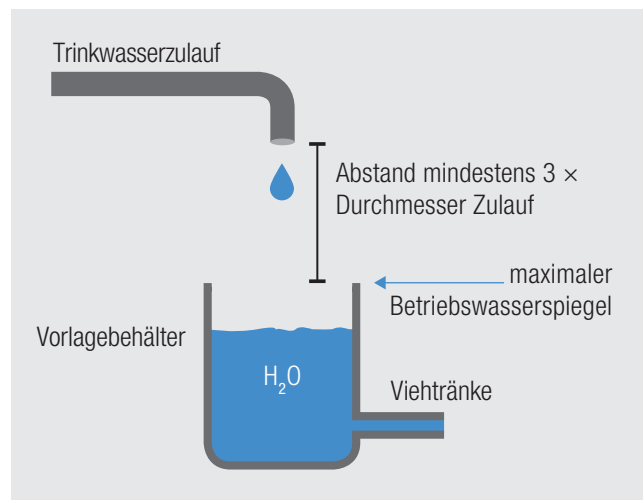 Trinkwasserzulauf
Abstand mindestens 3 ×
Durchmesser Zulauf
maximaler
Betriebswasserspiegel
Vorlagebehälter
H₂O
Viehtränke